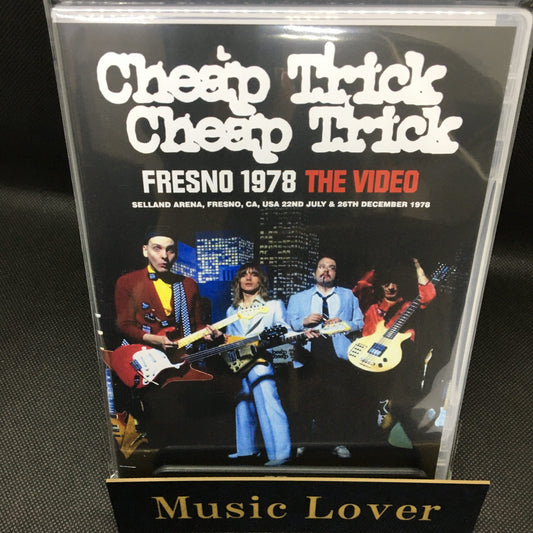 Cheap Trick
Cheap Trick
FRESNO 1978 THE VIDEO
SELLAND ARENA, FRESNO, CA, USA 22ND JULY & 26TH DECEMBER 1978
Music Lover